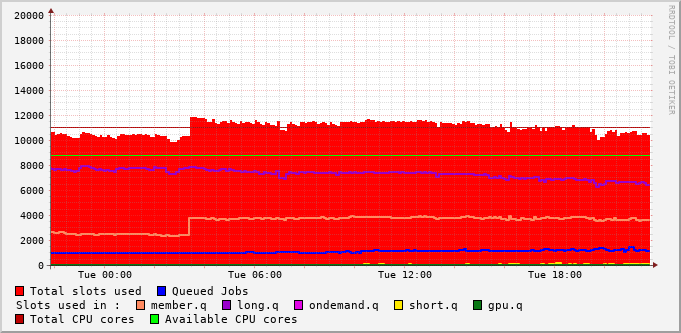 20000
18000
16000
14000
12000
10000
8000
6000
4000
2000
0
Tue 00:00 Tue 06:00 Tue 12:00 Tue 18:00
RRDTOOL / TOBI OETIKER
Total slots used Queued Jobs
Slots used in : member.q long.q ondemand.q short.q gpu.q
Total CPU cores Available CPU cores